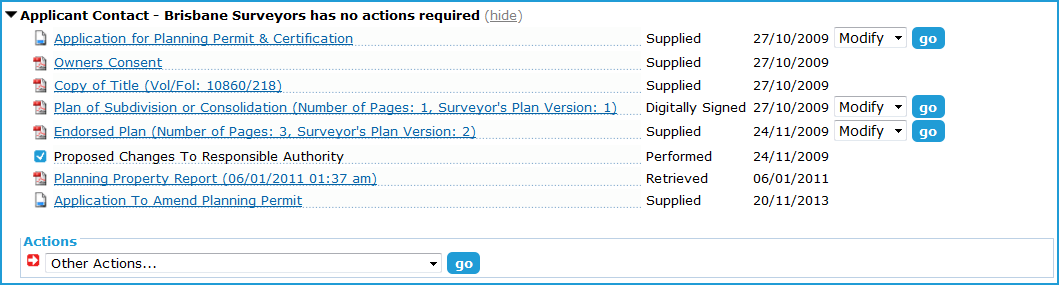 Applicant Contact - Brisbane Surveyors has no actions required (hide)
Application for Planning Permit & Certification Supplied 27/10/2009 Modify go
Owners Consent Supplied 27/10/2009
Copy of Title (Vol/Fol: 10860/218) Supplied 27/10/2009
Plan of Subdivision or Consolidation (Number of Pages: 1, Surveyor's Plan Version: 1) Digitally Signed 27/10/2009 Modify go
Endorsed Plan (Number of Pages: 3, Surveyor's Plan Version: 2) Supplied 24/11/2009 Modify go
Proposed Changes To Responsible Authority Performed 24/11/2009
Planning Property Report (06/01/2011 01:37 am) Retrieved 06/01/2011
Application To Amend Planning Permit Supplied 20/11/2013
Actions
Other Actions... go